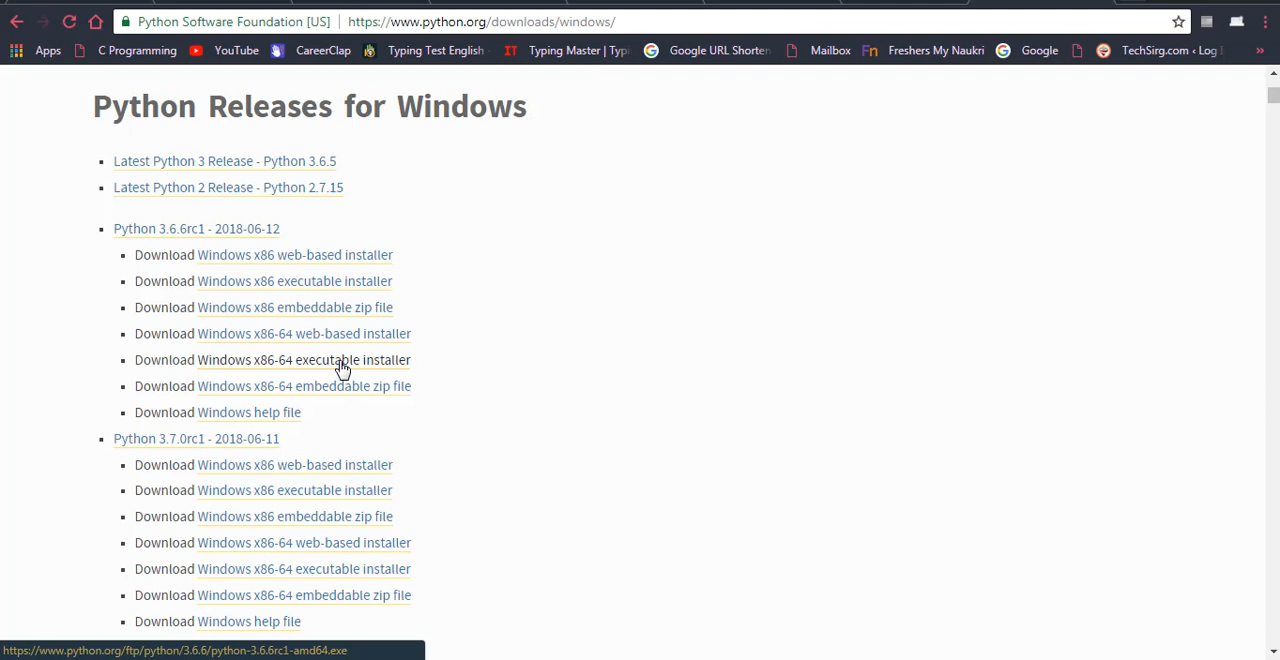 Python Software Foundation [US] https://www.python.org/downloads/windows/
Apps C Programming YouTube CareerClap Typing Test English IT Typing Master | Typ Google URL Shorten Mailbox Fn Freshers My Naukri Google TechSirg.com ‹ Log I »
Python Releases for Windows
Latest Python 3 Release - Python 3.6.5
Latest Python 2 Release - Python 2.7.15
Python 3.6.6rc1 - 2018-06-12
Download Windows x86 web-based installer
Download Windows x86 executable installer
Download Windows x86 embeddable zip file
Download Windows x86-64 web-based installer
Download Windows x86-64 executable installer
Download Windows x86-64 embeddable zip file
Download Windows help file
Python 3.7.0rc1 - 2018-06-11
Download Windows x86 web-based installer
Download Windows x86 executable installer
Download Windows x86 embeddable zip file
Download Windows x86-64 web-based installer
Download Windows x86-64 executable installer
Download Windows x86-64 embeddable zip file
Download Windows help file
https://www.python.org/ftp/python/3.6.6/python-3.6.6rc1-amd64.exe